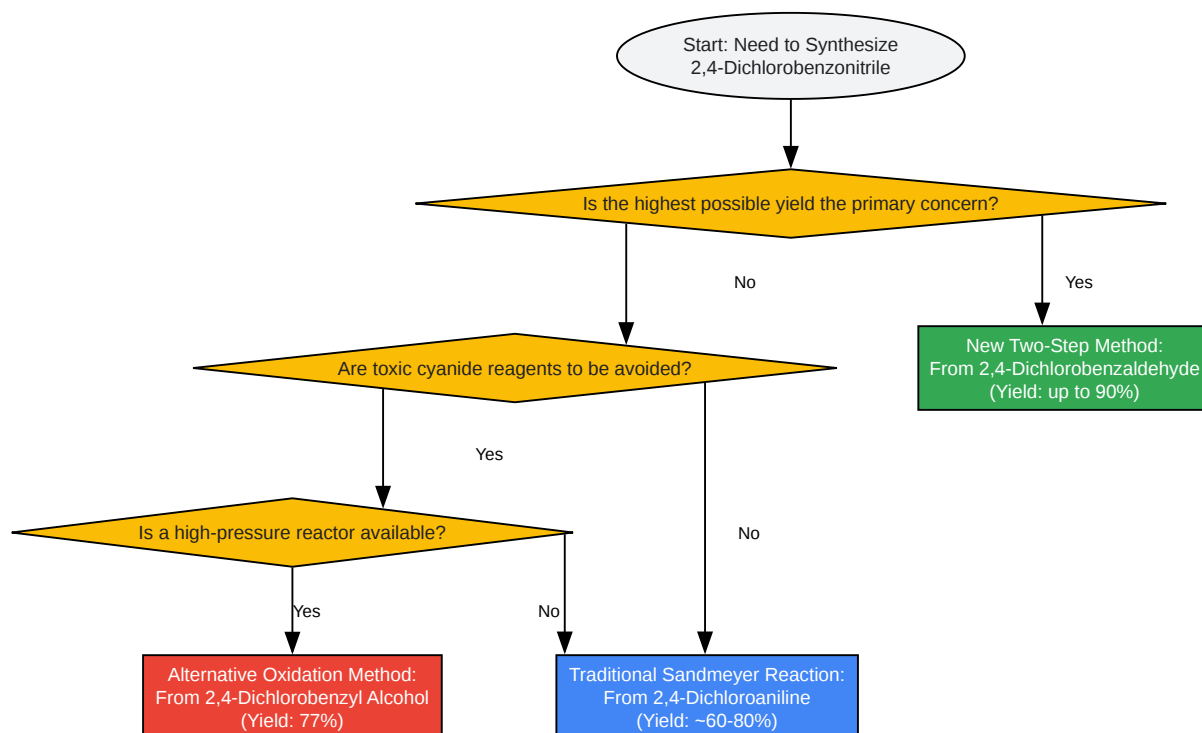 Start: Need to Synthesize
2,4-Dichlorobenzonitrile
Is the highest possible yield the primary concern?
No
Yes
New Two-Step Method:
From 2,4-Dichlorobenzaldehyde
(Yield: up to 90%)
Are toxic cyanide reagents to be avoided?
Yes
No
Is a high-pressure reactor available?
Yes
No
Alternative Oxidation Method:
From 2,4-Dichlorobenzyl Alcohol
(Yield: 77%)
Traditional Sandmeyer Reaction:
From 2,4-Dichloroaniline
(Yield: ~60-80%)